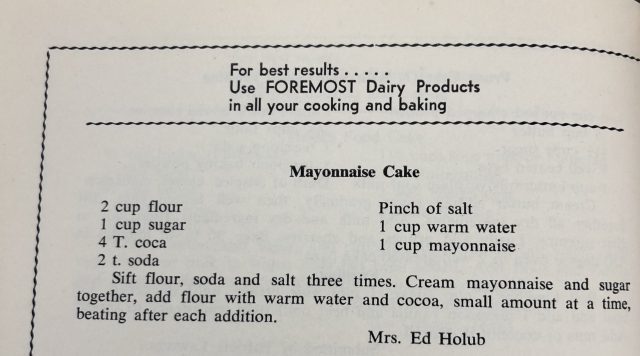 For best results . . . . .
Use FOREMOST Dairy Products
in all your cooking and baking
Mayonnaise Cake
2 cup flour
1 cup sugar
4 T. coca
2 t. soda
Pinch of salt
1 cup warm water
1 cup mayonnaise
Sift flour, soda and salt three times. Cream mayonnaise and sugar
together, add flour with warm water and cocoa, small amount at a time,
beating after each addition.
Mrs. Ed Holub